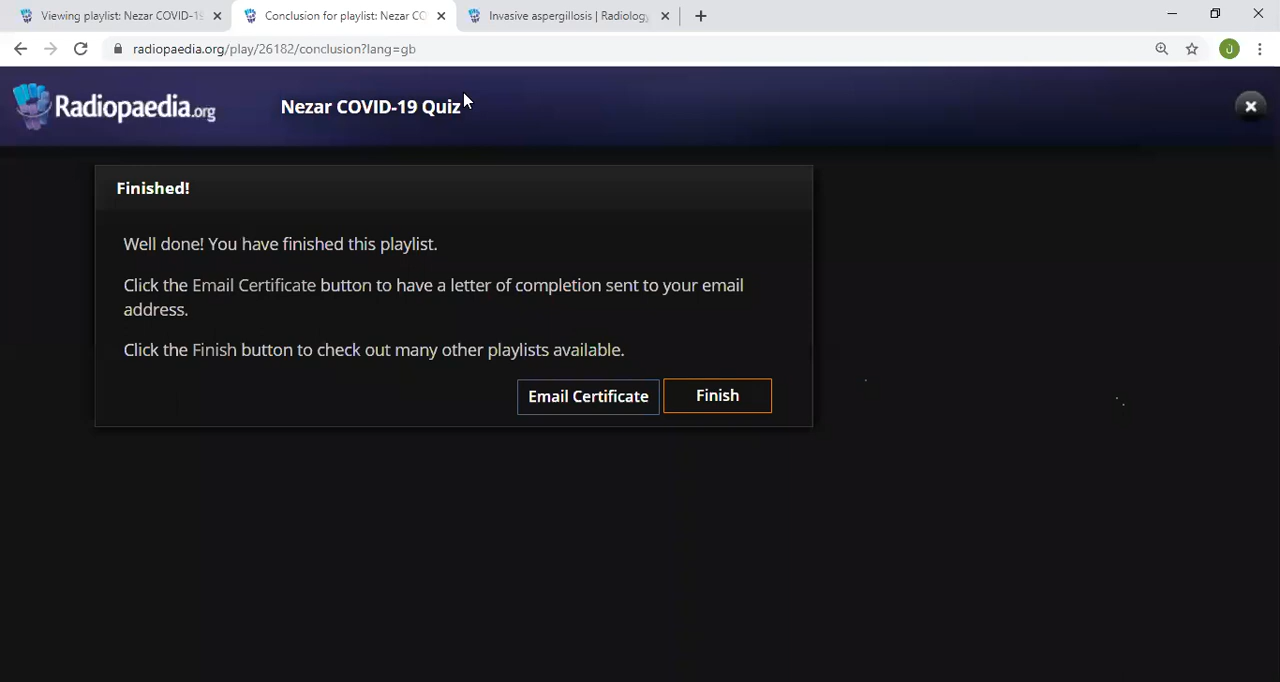 Viewing playlist: Nezar COVID-19
Conclusion for playlist: Nezar CO
Invasive aspergillosis | Radiology
radiopaedia.org/play/26182/conclusion?lang=gb
J
Radiopaedia.org
Nezar COVID-19 Quiz
Finished!
Well done! You have finished this playlist.
Click the Email Certificate button to have a letter of completion sent to your email
address.
Click the Finish button to check out many other playlists available.
Email Certificate
Finish